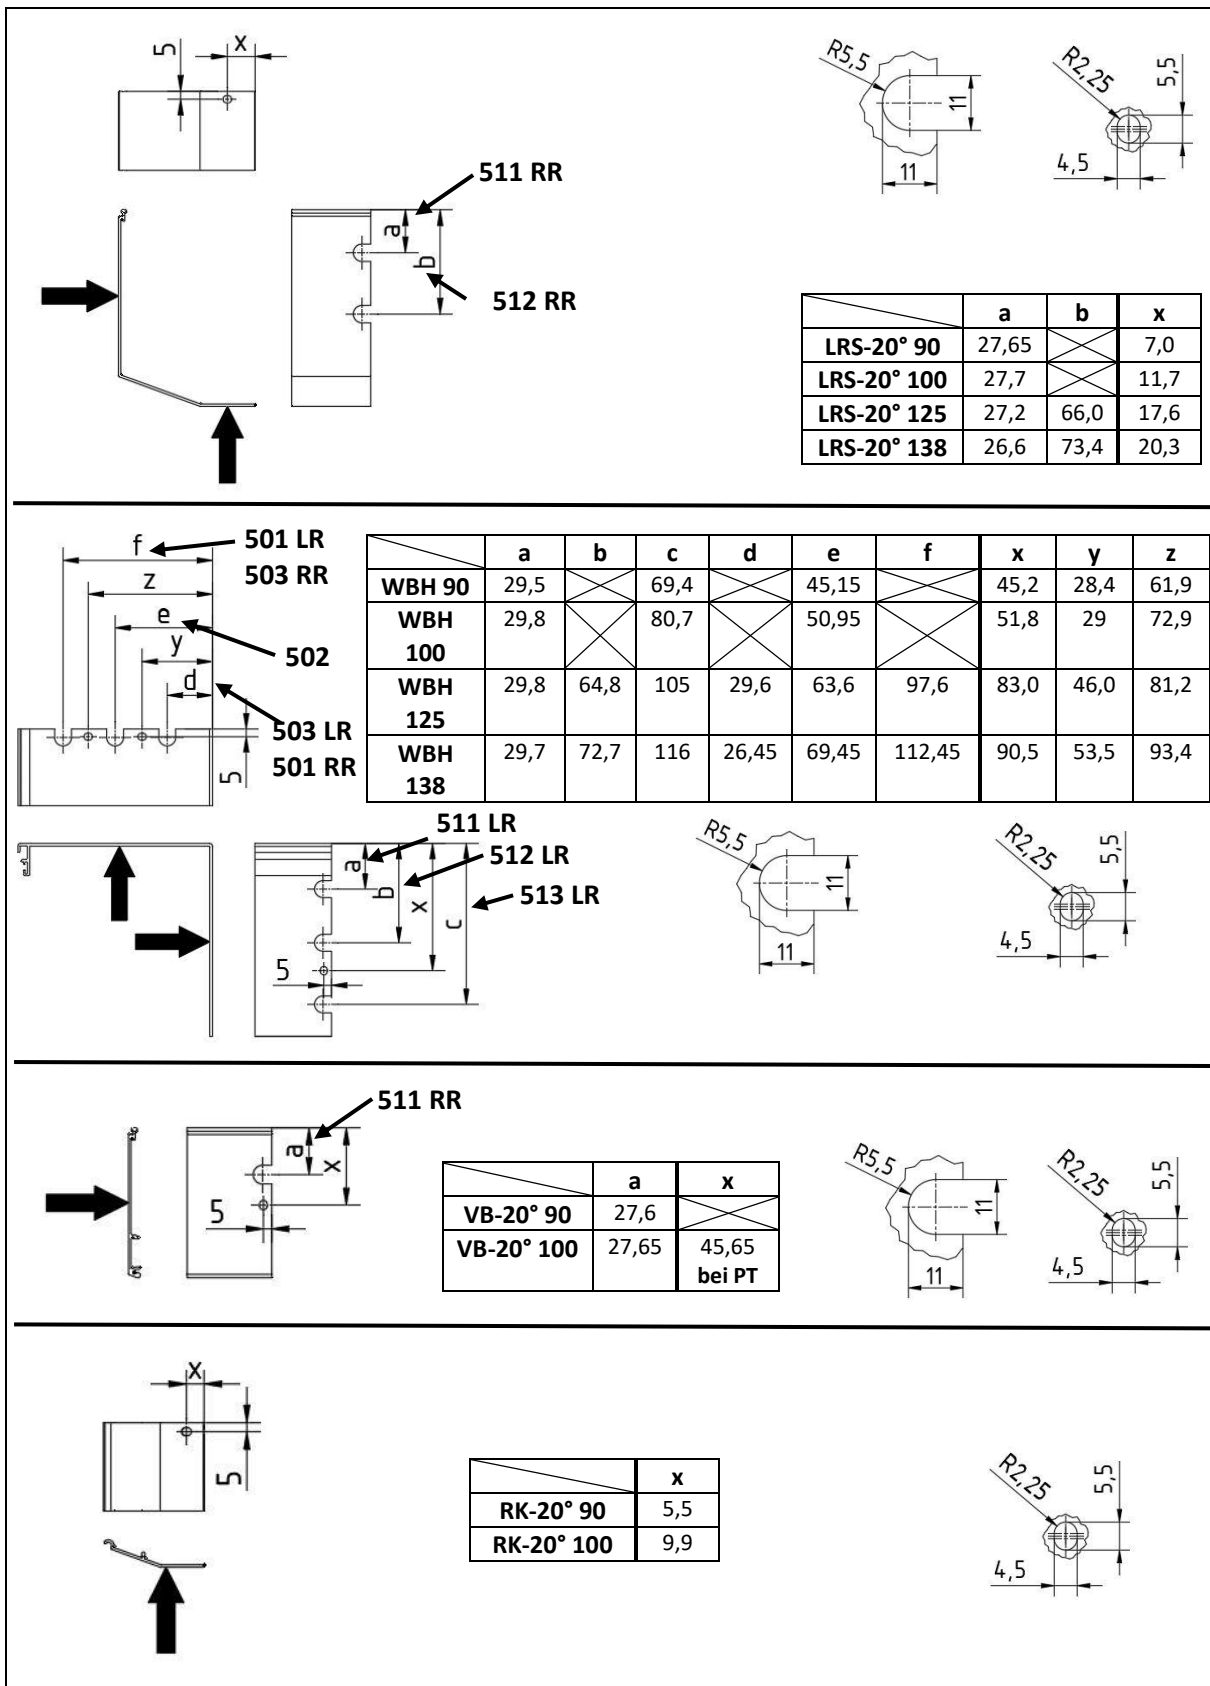 5 x
R5,5
11
11
R2,25
5,5
4,5
511 RR
a
b
512 RR
a b x
LRS-20° 90 27,65 7,0
LRS-20° 100 27,7 11,7
LRS-20° 125 27,2 66,0 17,6
LRS-20° 138 26,6 73,4 20,3
f
501 LR
503 RR
z
e
502
y
d
503 LR
501 RR
5
a b c d e f x y z
WBH 90 29,5 69,4 45,15 45,2 28,4 61,9
WBH 29,8 80,7 50,95 51,8 29 72,9
100
WBH 29,8 64,8 105 29,6 63,6 97,6 83,0 46,0 81,2
125
WBH 29,7 72,7 116 26,45 69,45 112,45 90,5 53,5 93,4
138
511 LR
a
512 LR
b
x
513 LR
c
5
R5,5
11
11
R2,25
5,5
4,5
511 RR
a
x
5
a x
VB-20° 90 27,6
VB-20° 100 27,65 45,65
bei PT
R5,5
11
11
R2,25
5,5
4,5
x
5
x
RK-20° 90 5,5
RK-20° 100 9,9
R2,25
5,5
4,5